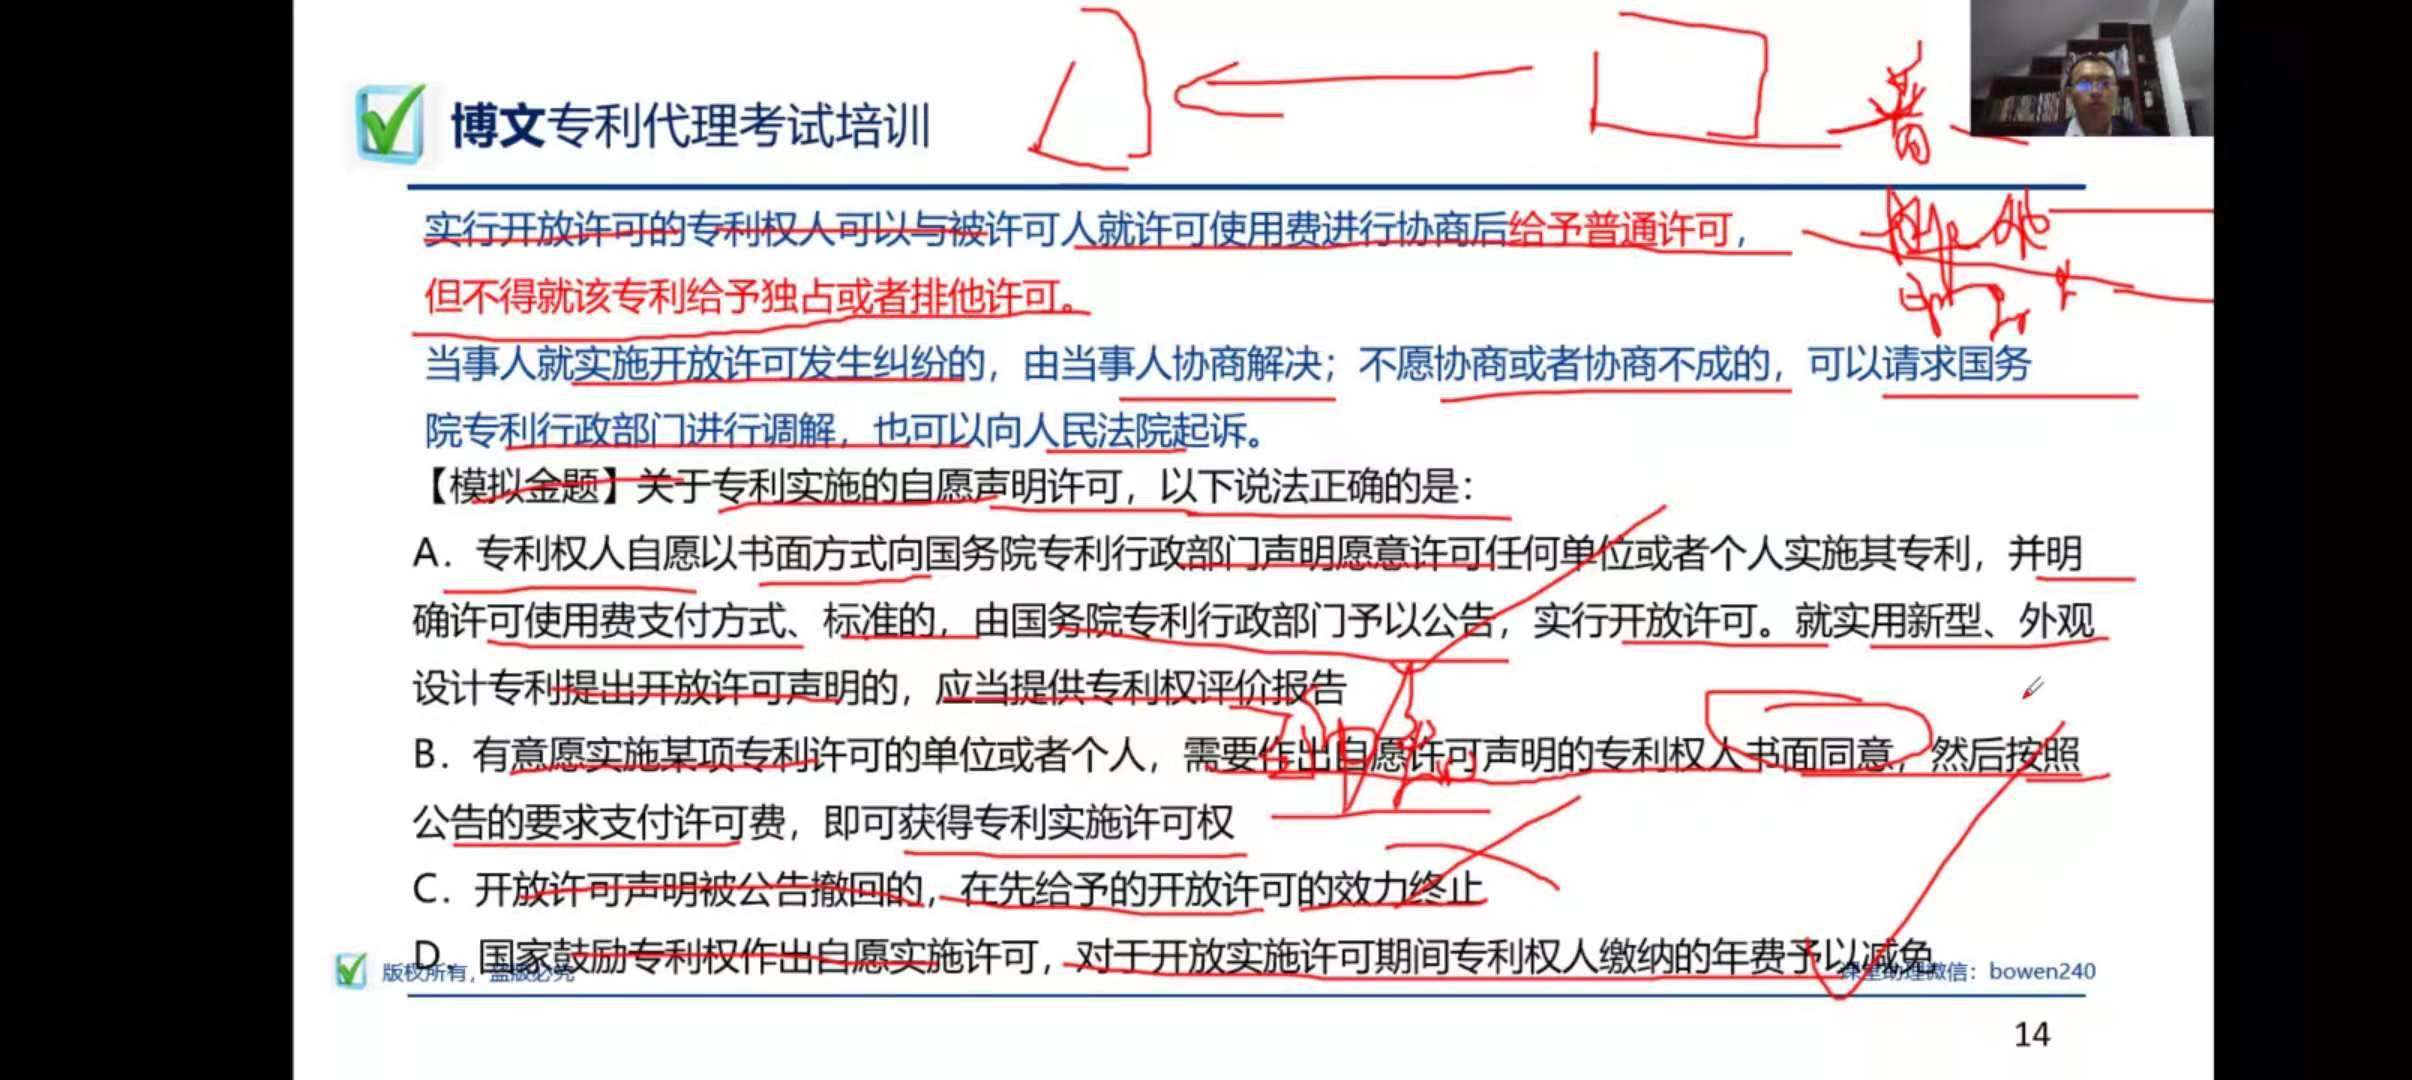 博文专利代理考试培训
实行开放许可的专利权人可以与被许可人就许可使用费进行协商后给予普通许可，
但不得就该专利给予独占或者排他许可。
当事人就实施开放许可发生纠纷的，由当事人协商解决；不愿协商或者协商不成的，可以请求国务
院专利行政部门进行调解，也可以向人民法院起诉。
【模拟金题】关于专利实施的自愿声明许可，以下说法正确的是：
A．专利权人自愿以书面方式向国务院专利行政部门声明愿意许可任何单位或者个人实施其专利，并明
确许可使用费支付方式、标准的，由国务院专利行政部门予以公告，实行开放许可。就实用新型、外观
设计专利提出开放许可声明的，应当提供专利权评价报告
B．有意愿实施某项专利许可的单位或者个人，需要作出自愿许可声明的专利权人书面同意，然后按照
公告的要求支付许可费，即可获得专利实施许可权
C．开放许可声明被公告撤回的，在先给予的开放许可的效力终止
D．国家鼓励专利权作出自愿实施许可，对于开放实施许可期间专利权人缴纳的年费予以减免
版权所有，盗版必究
课堂助理微信：bowen240
14